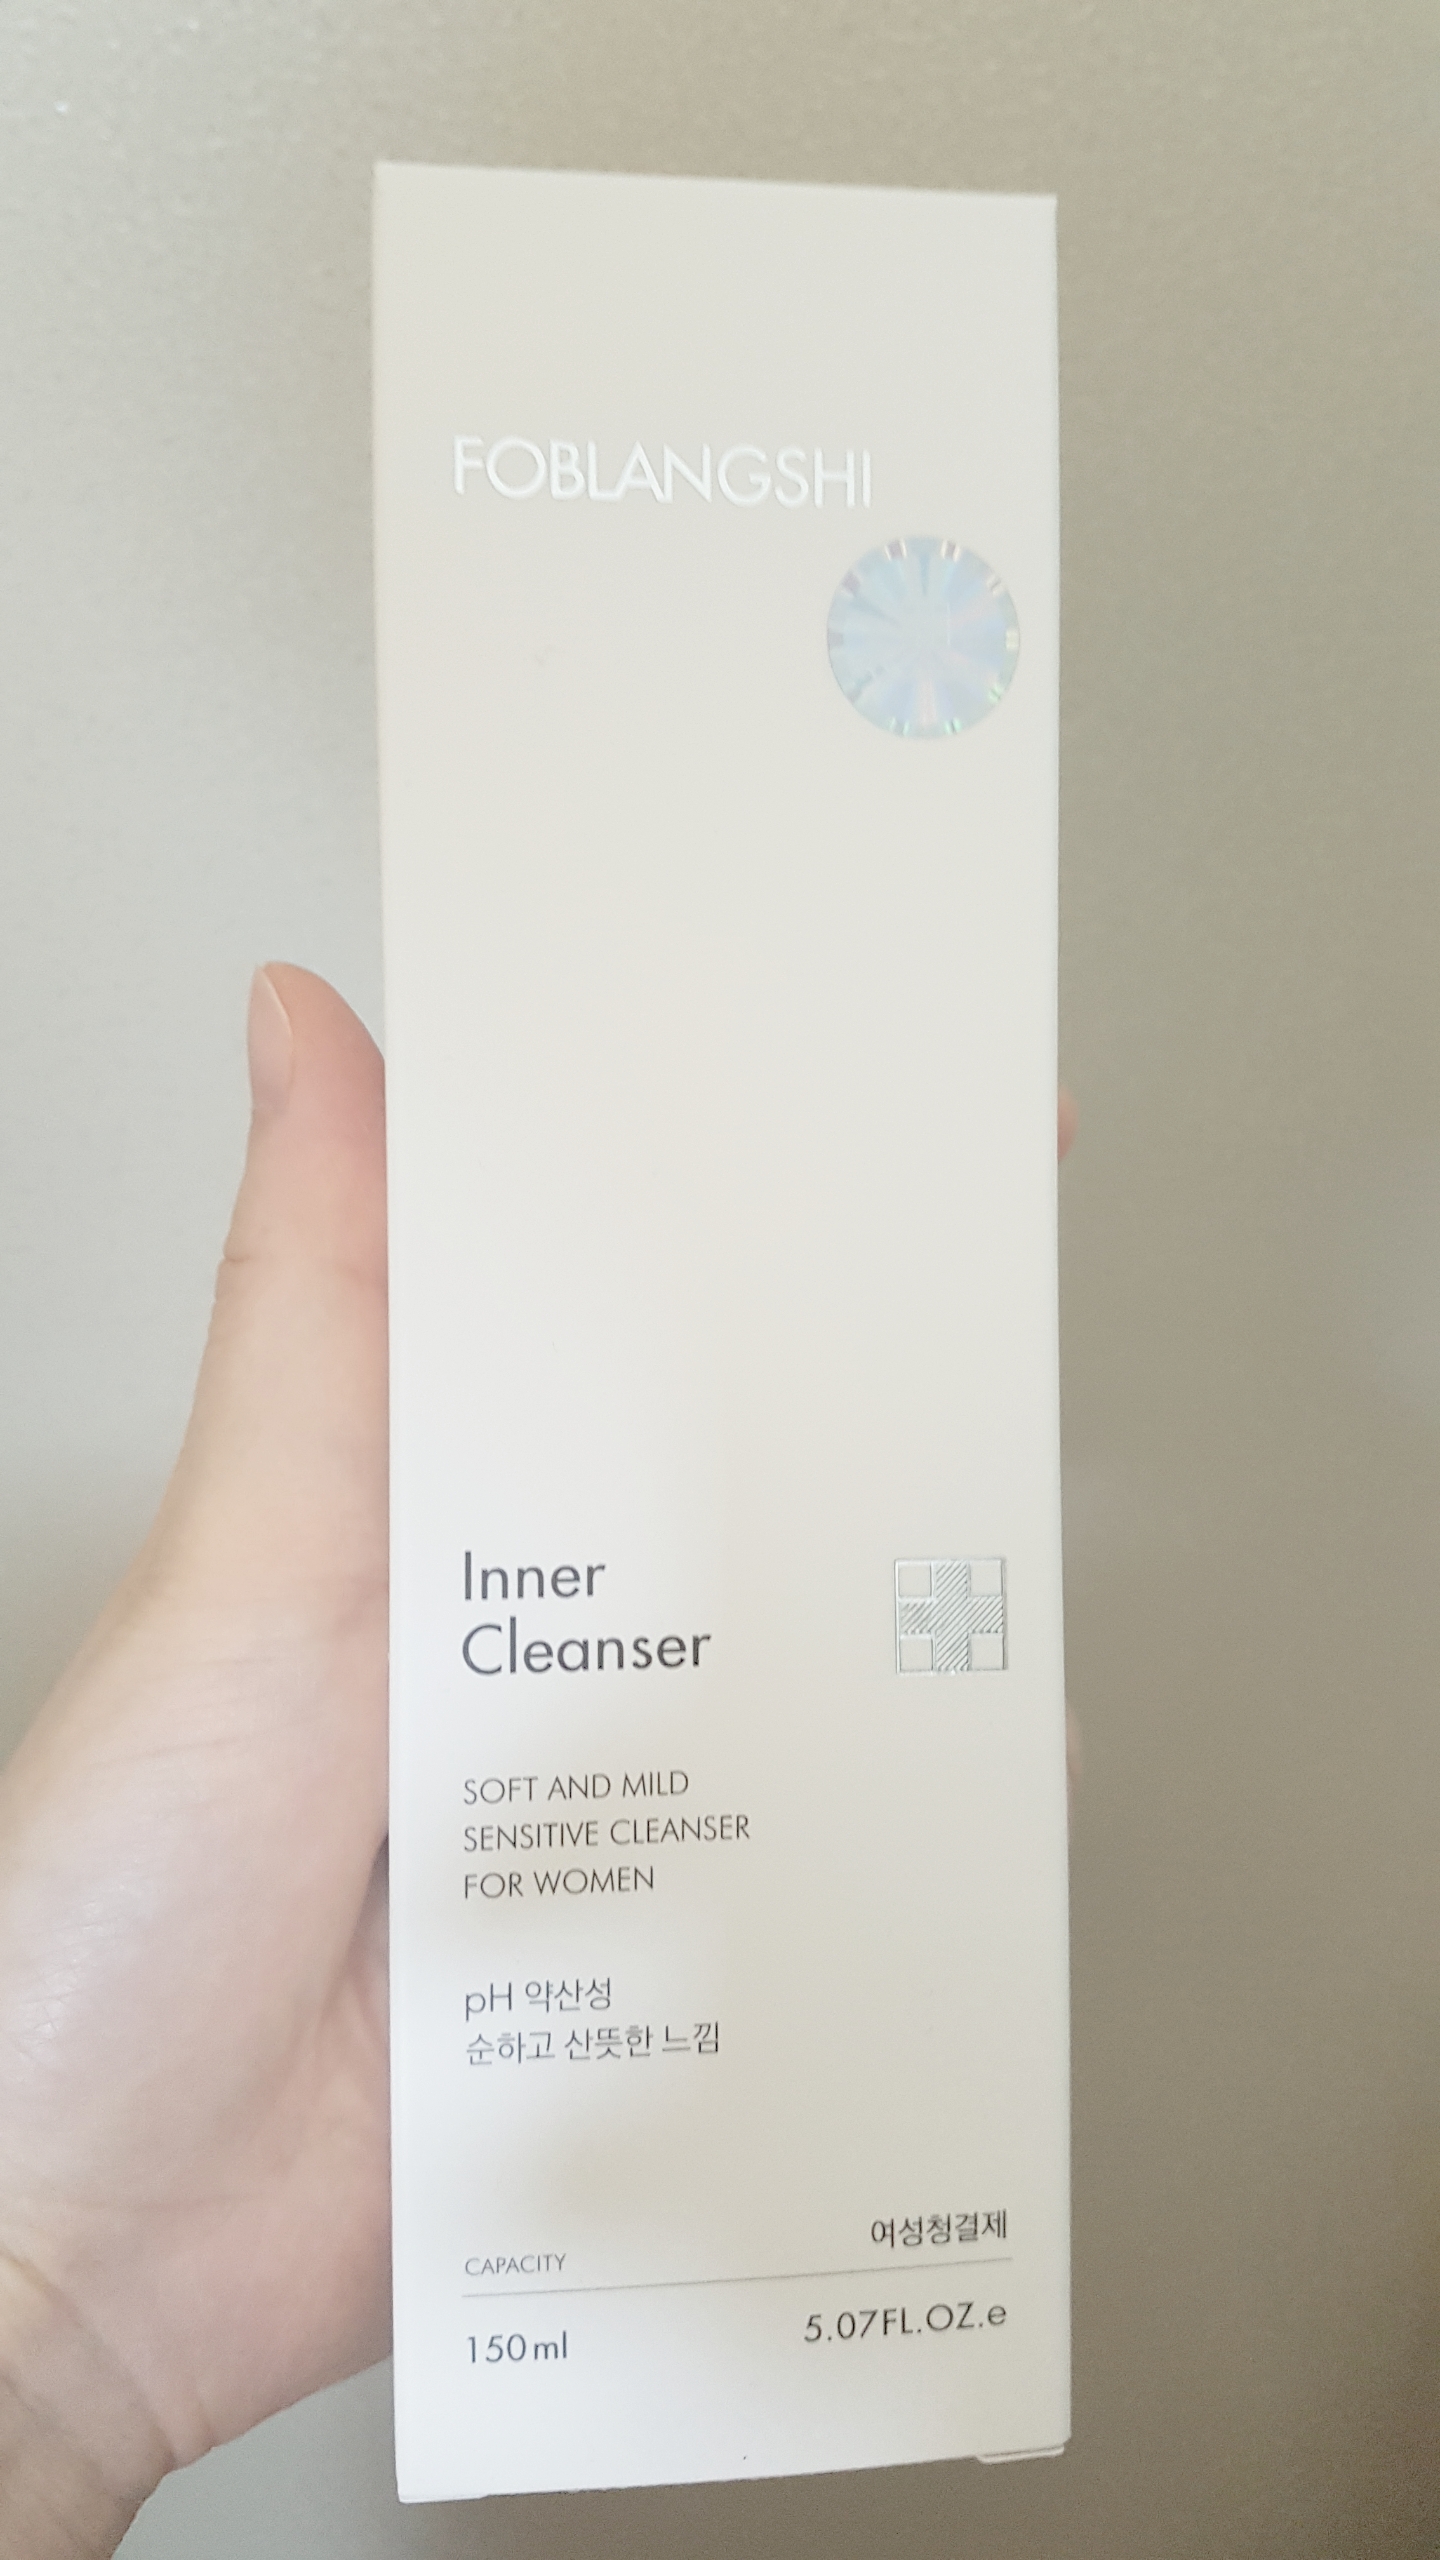 FOBLANGSHI
Inner
Cleanser
SOFT AND MILD
SENSITIVE CLEANSER
FOR WOMEN
pH 약산성
순하고 산뜻한 느낌
여성청결제
CAPACITY
150ml
5.07FL.OZ.e